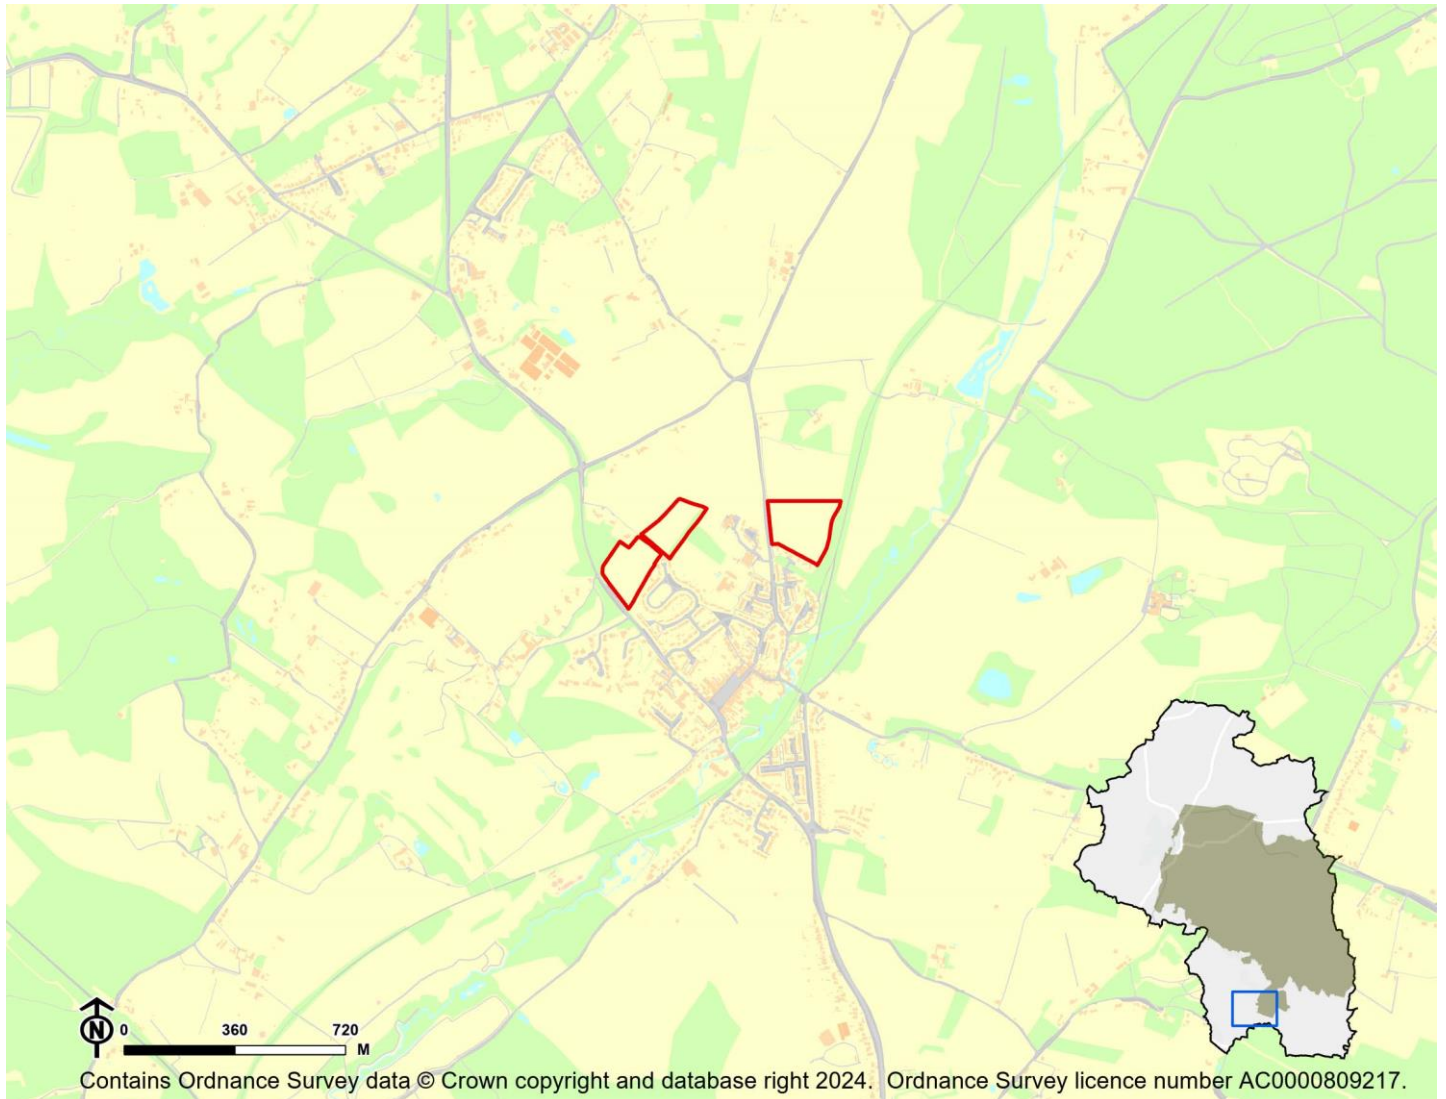 N
0 360 720
M
Contains Ordnance Survey data © Crown copyright and database right 2024. Ordnance Survey licence number AC0000809217.